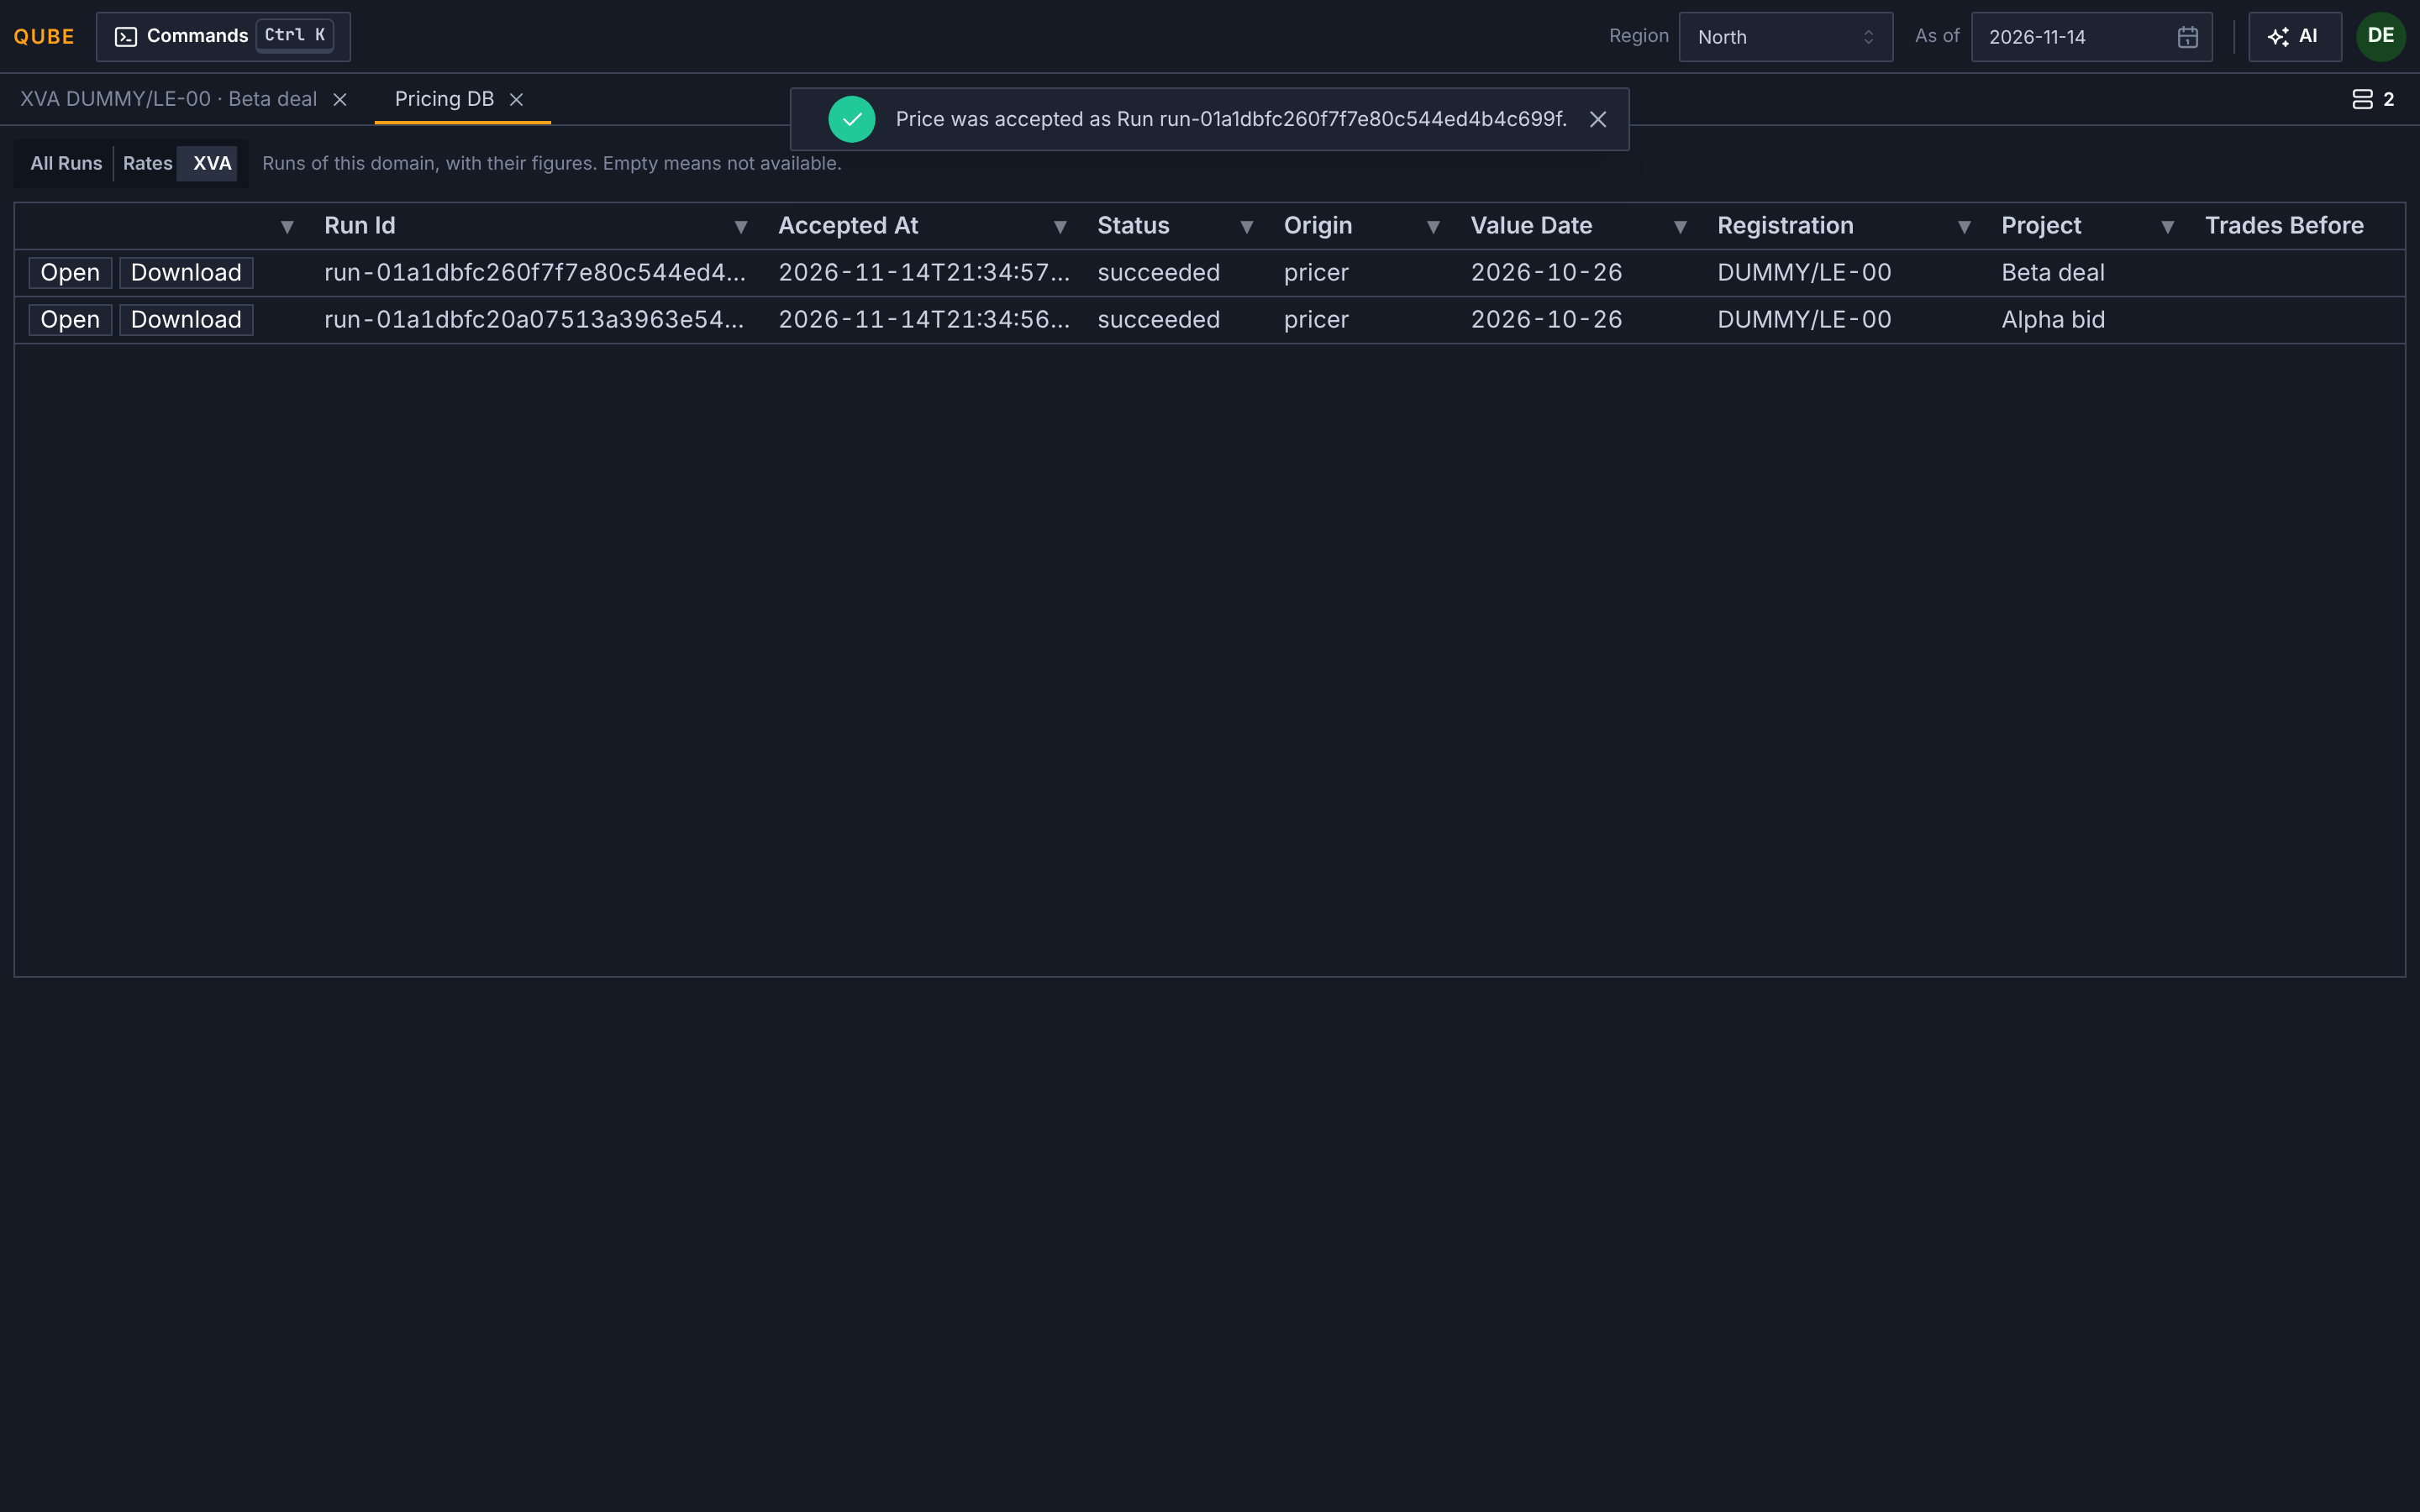 QUBE Commands Ctrl K Region North As of 2026-11-14 AI DE
XVA DUMMY/LE-00 · Beta deal Pricing DB 2
Price was accepted as Run run-01a1dbfc260f7f7e80c544ed4b4c699f.
All Runs Rates XVA Runs of this domain, with their figures. Empty means not available.
Run Id Accepted At Status Origin Value Date Registration Project Trades Before
Open Download run-01a1dbfc260f7f7e80c544ed4... 2026-11-14T21:34:57... succeeded pricer 2026-10-26 DUMMY/LE-00 Beta deal
Open Download run-01a1dbfc20a07513a3963e54... 2026-11-14T21:34:56... succeeded pricer 2026-10-26 DUMMY/LE-00 Alpha bid